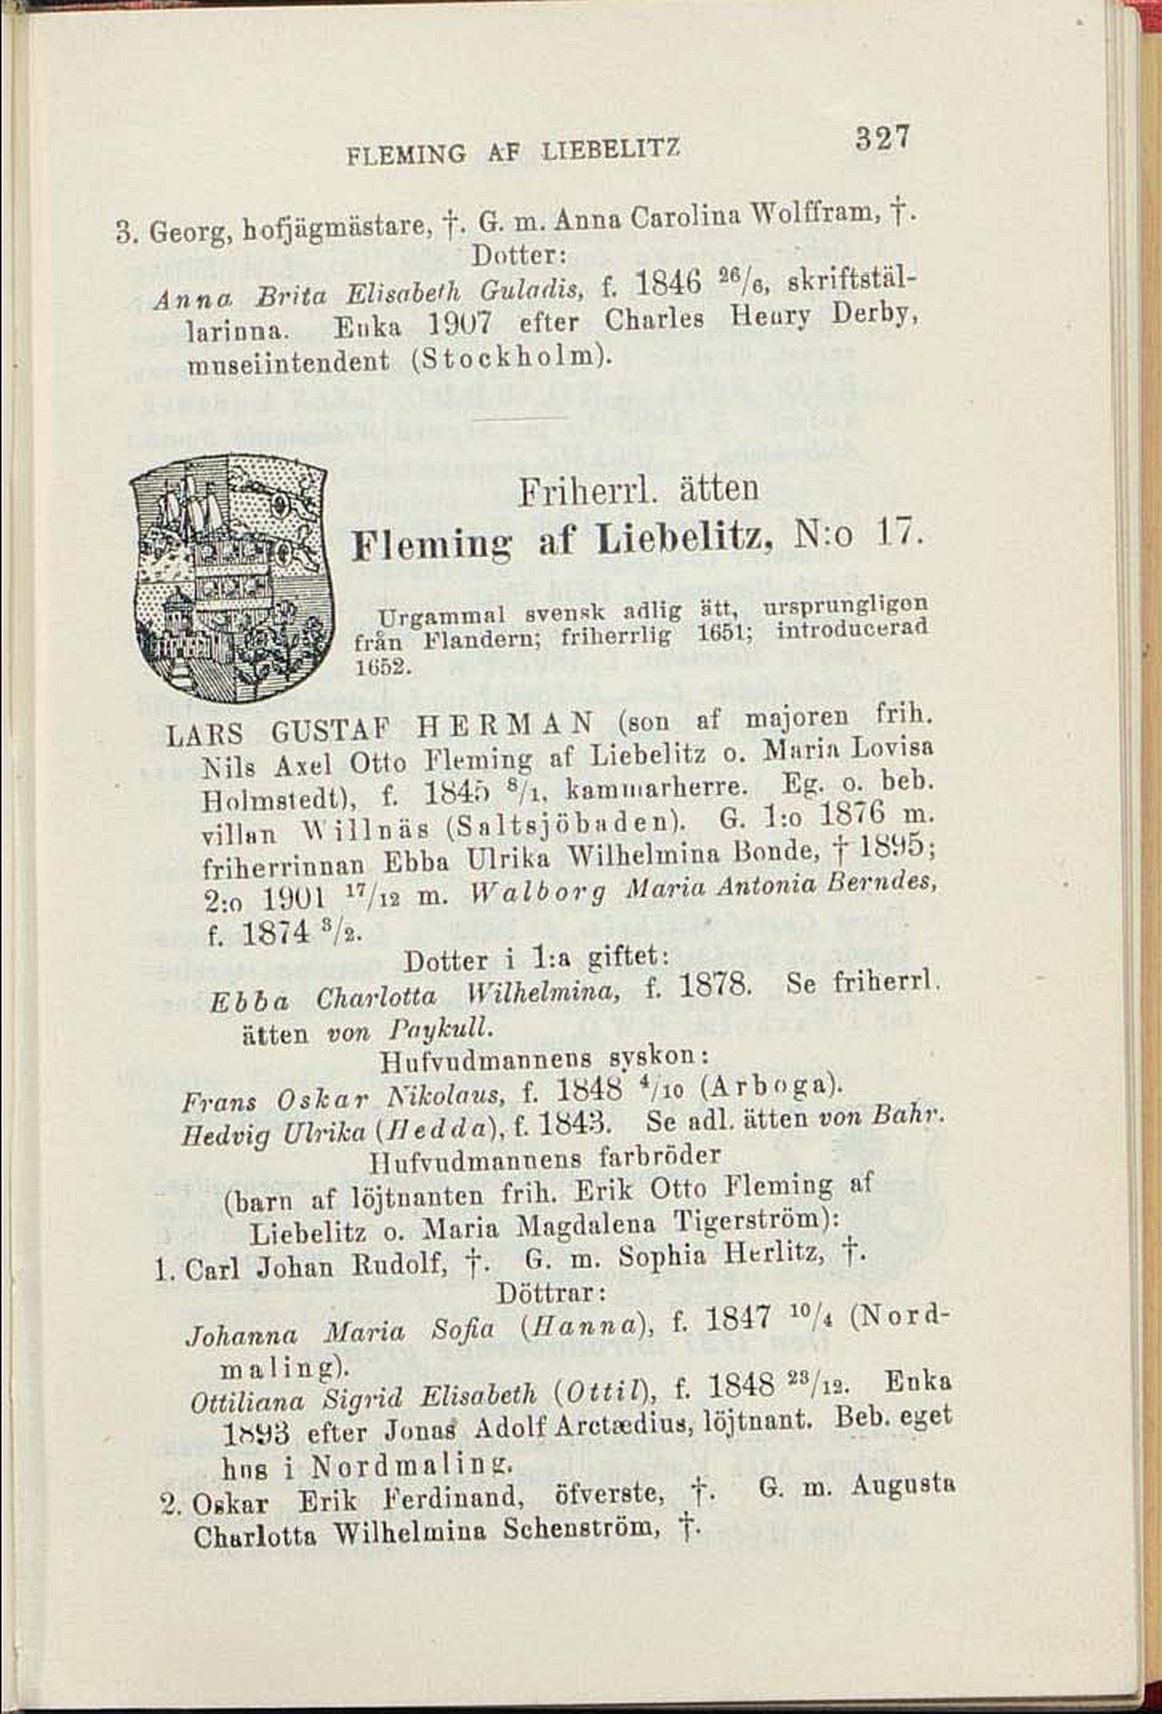 FLEMING AF LIEBELITZ 327
3. Georg, hofjägmästare, †. G. m. Anna Carolina Wolffram, †.
Dotter:
Anna Brita Elisabeth Guladis, f. 1846 26/6, skriftstäl-
larinna. Enka 1907 efter Charles Henry Derby,
museiintendent (Stockholm).
Friherrl. ätten
Fleming af Liebelitz, N:o 17.
Urgammal svensk adlig ätt, ursprungligen
från Flandern; friherrlig 1651; introducerad
1652.
LARS GUSTAF HERMAN (son af majoren frih.
Nils Axel Otto Fleming af Liebelitz o. Maria Lovisa
Holmstedt), f. 1845 8/1, kammarherre. Eg. o. beb.
villan Willnäs (Saltsjöbaden). G. 1:o 1876 m.
friherrinnan Ebba Ulrika Wilhelmina Bonde, † 1895;
2:o 1901 17/12 m. Walborg Maria Antonia Berndes,
f. 1874 3/2.
Dotter i 1:a giftet:
Ebba Charlotta Wilhelmina, f. 1878. Se friherrl.
ätten von Paykull.
Hufvudmannens syskon:
Frans Oskar Nikolaus, f. 1848 4/10 (Arboga).
Hedvig Ulrika (Hedda), f. 1843. Se adl. ätten von Bahr.
Hufvudmannens farbröder
(barn af löjtnanten frih. Erik Otto Fleming af
Liebelitz o. Maria Magdalena Tigerström):
1. Carl Johan Rudolf, †. G. m. Sophia Herlitz, †.
Döttrar:
Johanna Maria Sofia (Hanna), f. 1847 10/4 (Nord-
maling).
Ottiliana Sigrid Elisabeth (Ottil), f. 1848 23/12. Enka
1893 efter Jonas Adolf Arctædius, löjtnant. Beb. eget
hus i Nordmaling.
2. Oskar Erik Ferdinand, öfverste, †. G. m. Augusta
Charlotta Wilhelmina Schenström, †.